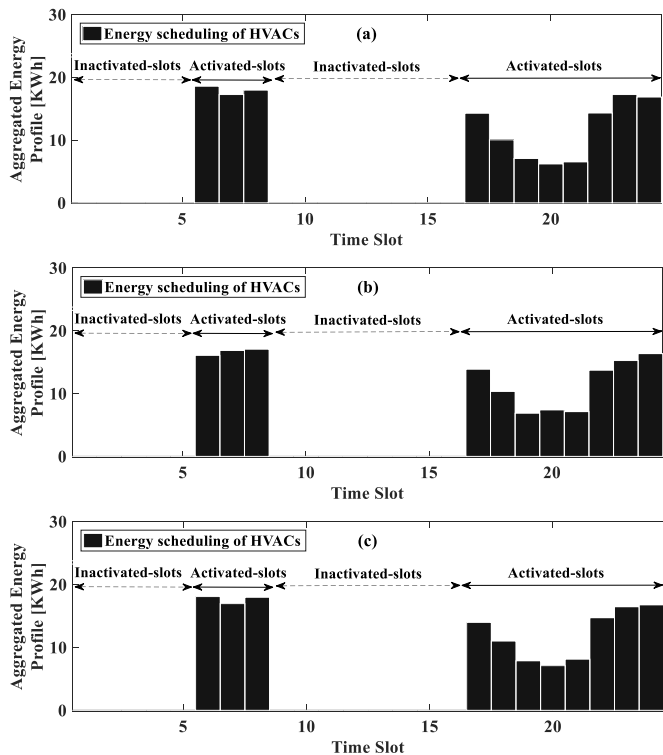 30
Energy scheduling of HVACs
(a)
Inactivated-slots Activated-slots Inactivated-slots Activated-slots
20
10
0
5 10 15 20
Time Slot
Aggregated Energy
Profile [KWh]
30
Energy scheduling of HVACs
(b)
Inactivated-slots Activated-slots Inactivated-slots Activated-slots
20
10
0
5 10 15 20
Time Slot
Aggregated Energy
Profile [KWh]
30
Energy scheduling of HVACs
(c)
Inactivated-slots Activated-slots Inactivated-slots Activated-slots
20
10
0
5 10 15 20
Time Slot
Aggregated Energy
Profile [KWh]